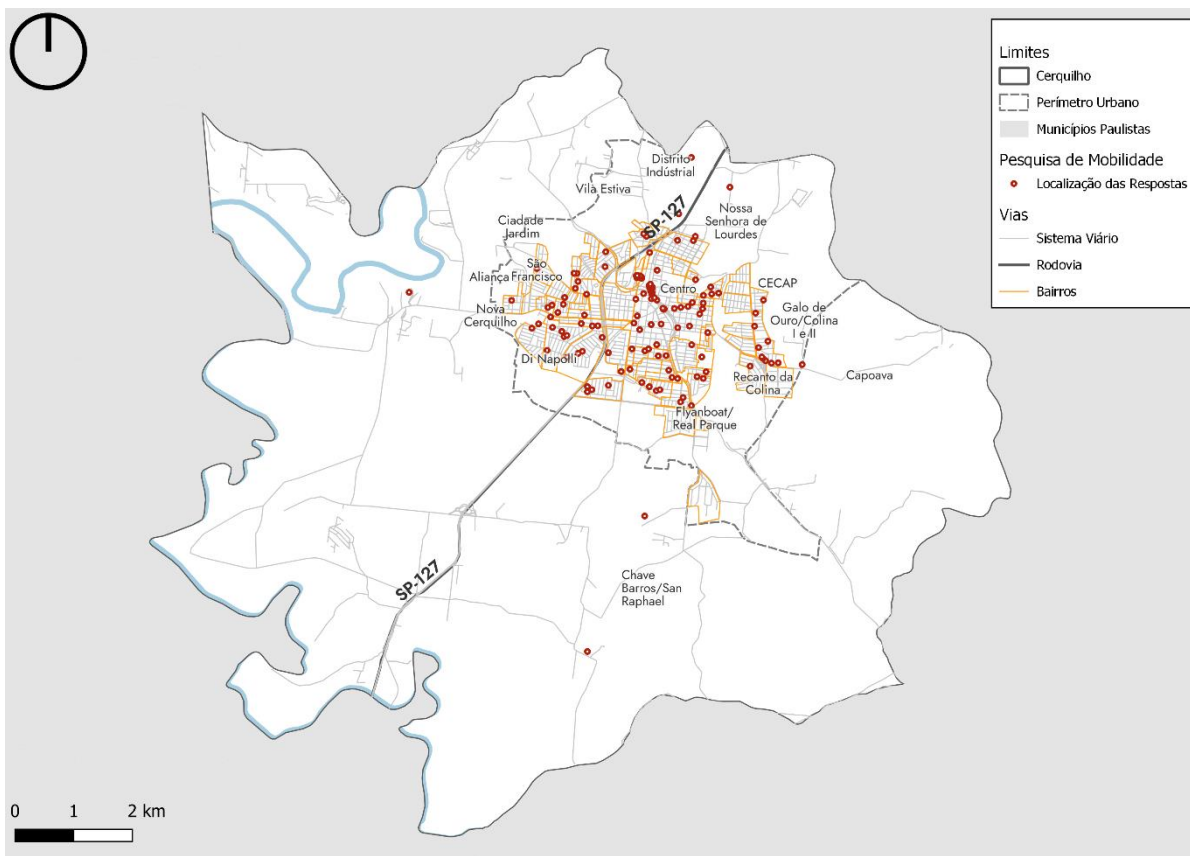 Limites
Cerquilho
Perímetro Urbano
Municípios Paulistas
Pesquisa de Mobilidade
Localização das Respostas
Vias
Sistema Viário
Rodovia
Bairros
Distrito
Indústrial
Vila Estiva
SP-127
Nossa
Senhora de
Lourdes
Ciadade
Jardim
São
Francisco
Aliança
Nova
Cerquilho
Centro
CECAP
Galo de
Ouro/Colina
I e II
Di Napolli
Recanto da
Colina
Capoava
Flyanboat/
Real Parque
SP-127
Chave
Barros/San
Raphael
0 1 2 km